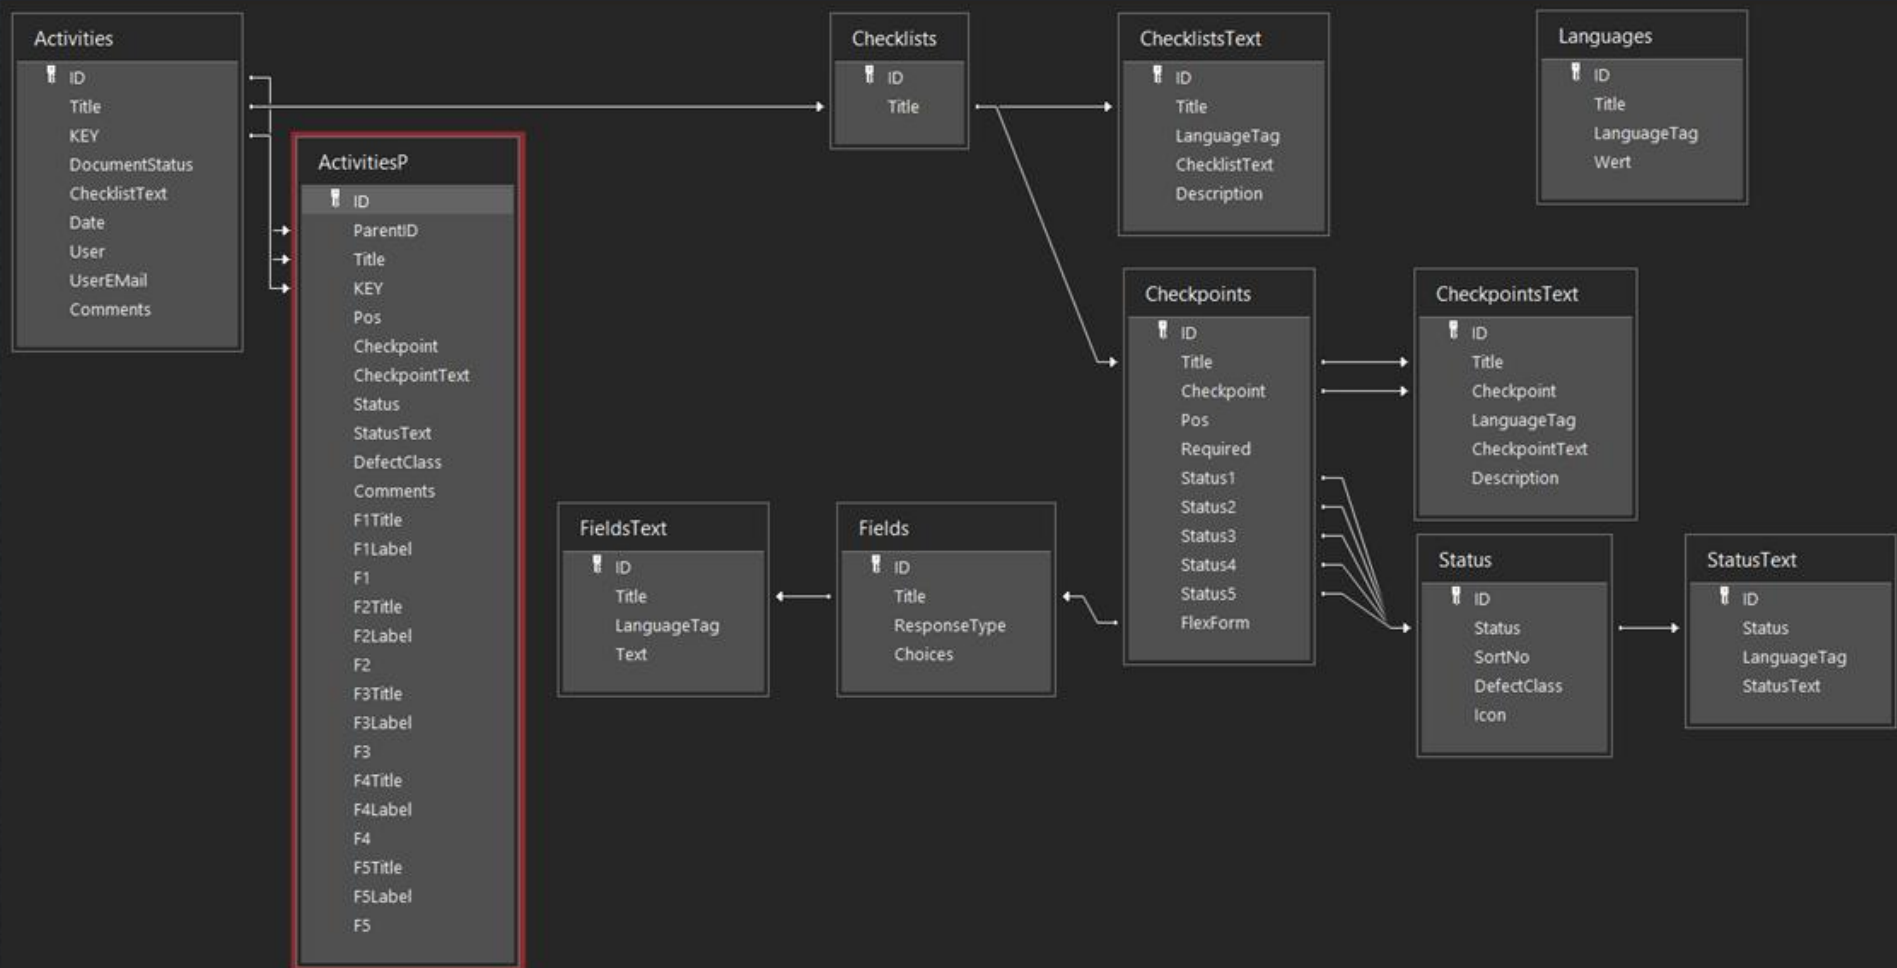 Activities
ID
Title
KEY
DocumentStatus
ChecklistText
Date
User
UserEMail
Comments
ActivitiesP
ID
ParentID
Title
KEY
Pos
Checkpoint
CheckpointText
Status
StatusText
DefectClass
Comments
F1Title
F1Label
F1
F2Title
F2Label
F2
F3Title
F3Label
F3
F4Title
F4Label
F4
F5Title
F5Label
F5
Checklists
ID
Title
ChecklistsText
ID
Title
LanguageTag
ChecklistText
Description
Languages
ID
Title
LanguageTag
Wert
Checkpoints
ID
Title
Checkpoint
Pos
Required
Status1
Status2
Status3
Status4
Status5
FlexForm
CheckpointsText
ID
Title
Checkpoint
LanguageTag
CheckpointText
Description
FieldsText
ID
Title
LanguageTag
Text
Fields
ID
Title
ResponseType
Choices
Status
ID
Status
SortNo
DefectClass
Icon
StatusText
ID
Status
LanguageTag
StatusText